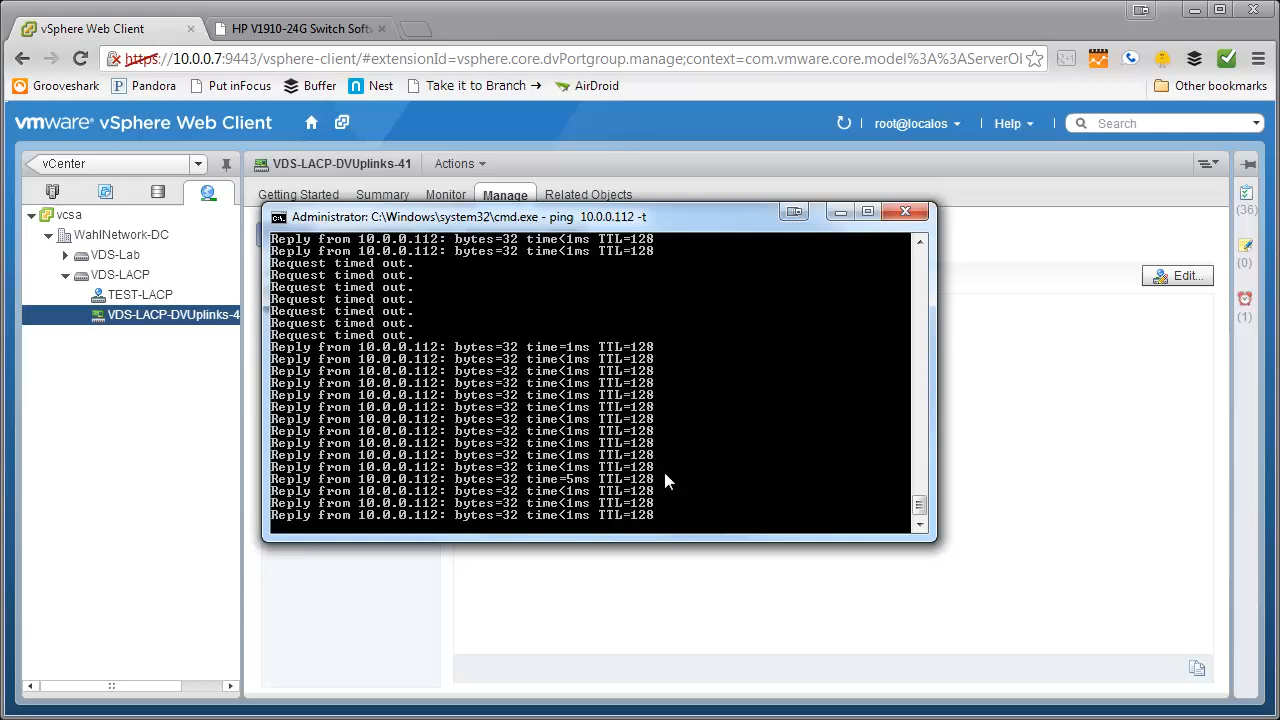 vSphere Web Client
HP V1910-24G Switch Softw
https://10.0.0.7:9443/vsphere-client/#extensionId=vsphere.core.dvPortgroup.manage;context=com.vmware.core.model%3A%3AServerOl
Grooveshark
Pandora
Put inFocus
Buffer
Nest
Take it to Branch →
AirDroid
Other bookmarks
vmware vSphere Web Client
root@localos
Help
Search
vCenter
VDS-LACP-DVUplinks-41
Actions
Getting Started
Summary
Monitor
Manage
Related Objects
vcsa
WahlNetwork-DC
VDS-Lab
VDS-LACP
TEST-LACP
VDS-LACP-DVUplinks-4
Edit...
(36)
(0)
(1)
Administrator: C:\Windows\system32\cmd.exe - ping 10.0.0.112 -t
Reply from 10.0.0.112: bytes=32 time<1ms TTL=128
Reply from 10.0.0.112: bytes=32 time<1ms TTL=128
Request timed out.
Request timed out.
Request timed out.
Request timed out.
Request timed out.
Request timed out.
Request timed out.
Reply from 10.0.0.112: bytes=32 time=1ms TTL=128
Reply from 10.0.0.112: bytes=32 time<1ms TTL=128
Reply from 10.0.0.112: bytes=32 time<1ms TTL=128
Reply from 10.0.0.112: bytes=32 time<1ms TTL=128
Reply from 10.0.0.112: bytes=32 time<1ms TTL=128
Reply from 10.0.0.112: bytes=32 time<1ms TTL=128
Reply from 10.0.0.112: bytes=32 time<1ms TTL=128
Reply from 10.0.0.112: bytes=32 time<1ms TTL=128
Reply from 10.0.0.112: bytes=32 time<1ms TTL=128
Reply from 10.0.0.112: bytes=32 time<1ms TTL=128
Reply from 10.0.0.112: bytes=32 time<1ms TTL=128
Reply from 10.0.0.112: bytes=32 time=5ms TTL=128
Reply from 10.0.0.112: bytes=32 time<1ms TTL=128
Reply from 10.0.0.112: bytes=32 time<1ms TTL=128
Reply from 10.0.0.112: bytes=32 time<1ms TTL=128